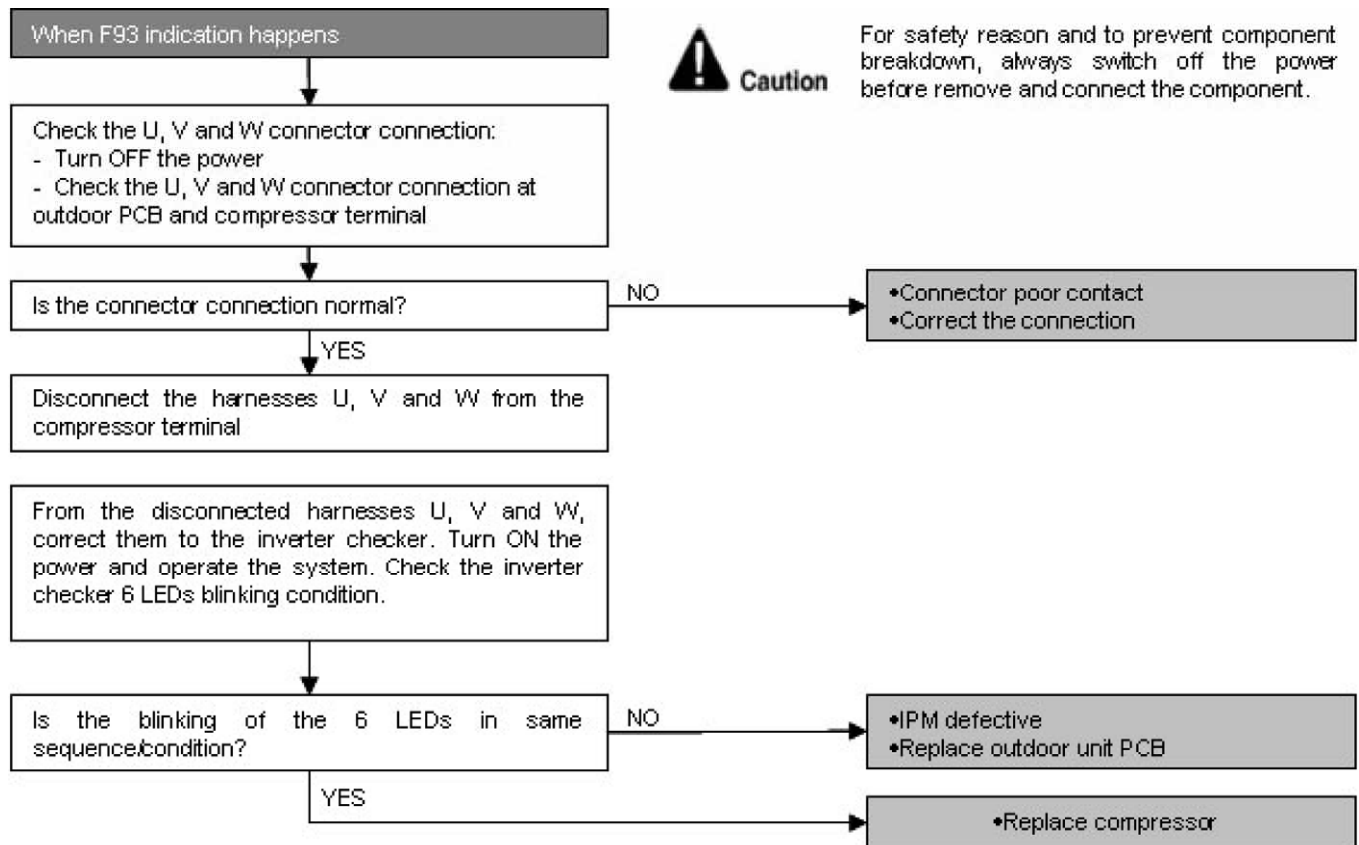 When F93 indication happens
Caution
For safety reason and to prevent component
breakdown, always switch off the power
before remove and connect the component.
Check the U, V and W connector connection:
- Turn OFF the power
- Check the U, V and W connector connection at
outdoor PCB and compressor terminal
Is the connector connection normal?
NO
•Connector poor contact
•Correct the connection
YES
Disconnect the harnesses U, V and W from the
compressor terminal
From the disconnected harnesses U, V and W,
correct them to the inverter checker. Turn ON the
power and operate the system. Check the inverter
checker 6 LEDs blinking condition.
Is the blinking of the 6 LEDs in same
sequence/condition?
NO
•IPM defective
•Replace outdoor unit PCB
YES
•Replace compressor